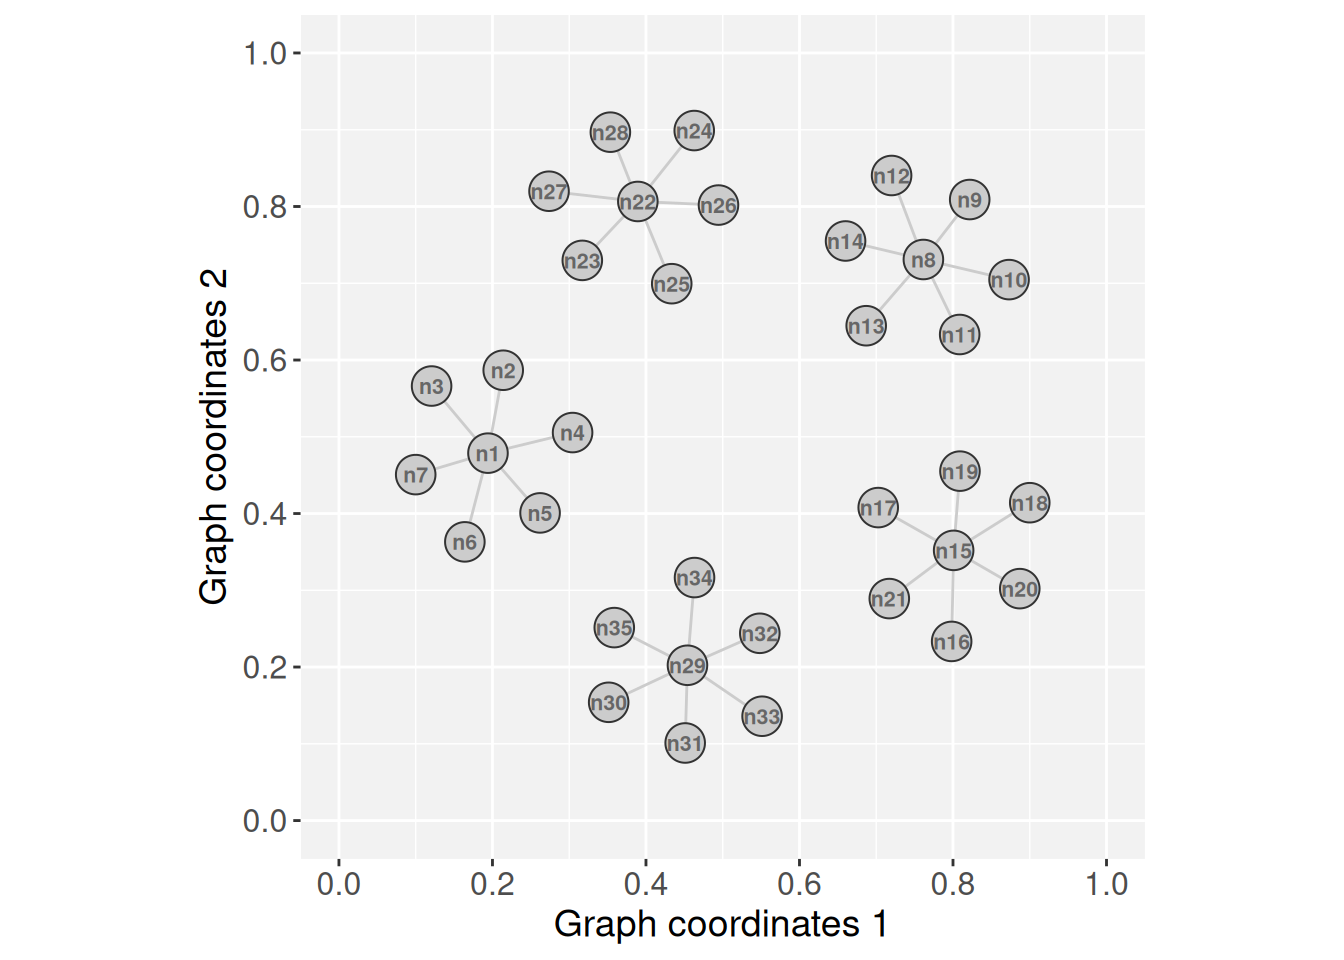 1.0
n28
n24
n12
n27
n22
n26
n9
0.8
n14
n8
n23
n25
n10
n13
n11
0.6
n3
n2
n4
n1
n7
n19
n5
n17
n18
0.4
n6
n15
n34
n21
n20
n35
n32
n16
0.2
n29
n30
n33
n31
0.0
0.0 0.2 0.4 0.6 0.8 1.0
Graph coordinates 1
Graph coordinates 2